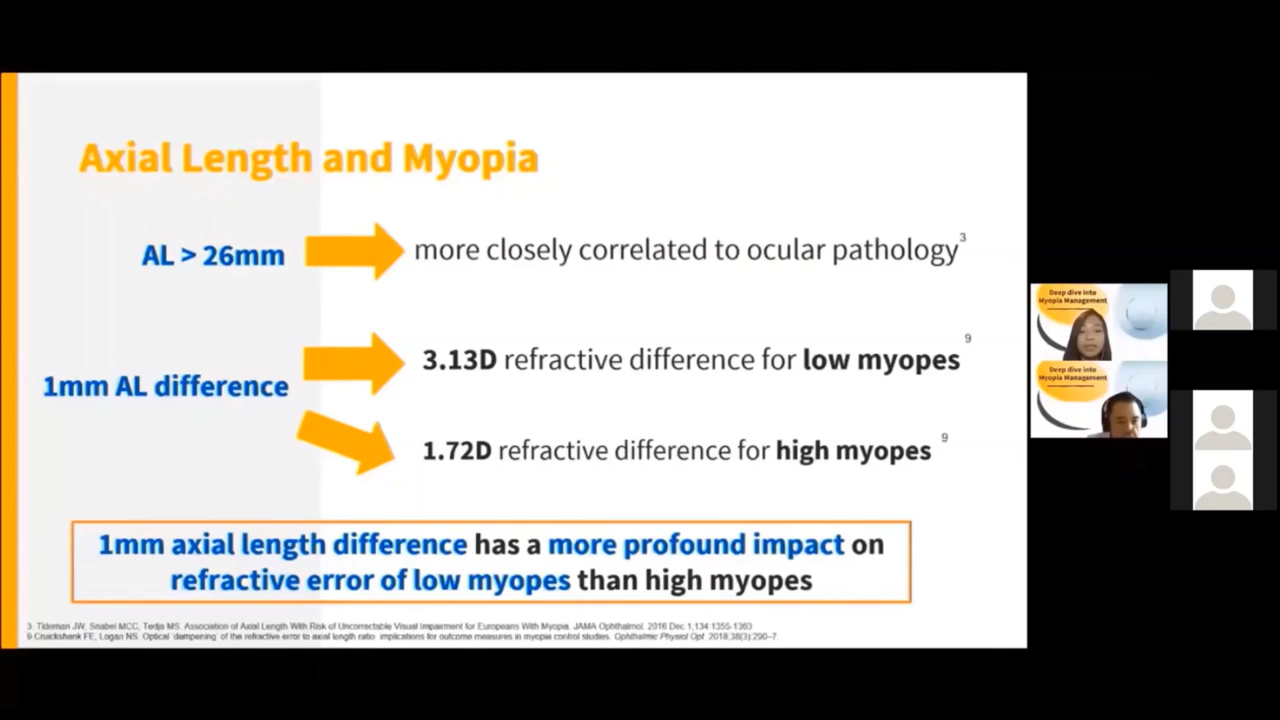 Axial Length and Myopia
AL > 26mm
more closely correlated to ocular pathology3
1mm AL difference
3.13D refractive difference for low myopes 9
1.72D refractive difference for high myopes 9
1mm axial length difference has a more profound impact on
refractive error of low myopes than high myopes
3. Tideman JW, Snabel MCC, Tedja MS. Association of Axial Length With Risk of Uncorrectable Visual Impairment for Europeans With Myopia. JAMA Ophthalmol. 2016 Dec 1;134:1355-1363
9.Cruickshank FE, Logan NS. Optical 'dampening' of the refractive error to axial length ratio: implications for outcome measures in myopia control studies. Ophthalmic Physiol Opt. 2018;38(3):290-7.
Deep dive into
Myopia Management
Deep dive into
Myopia Management